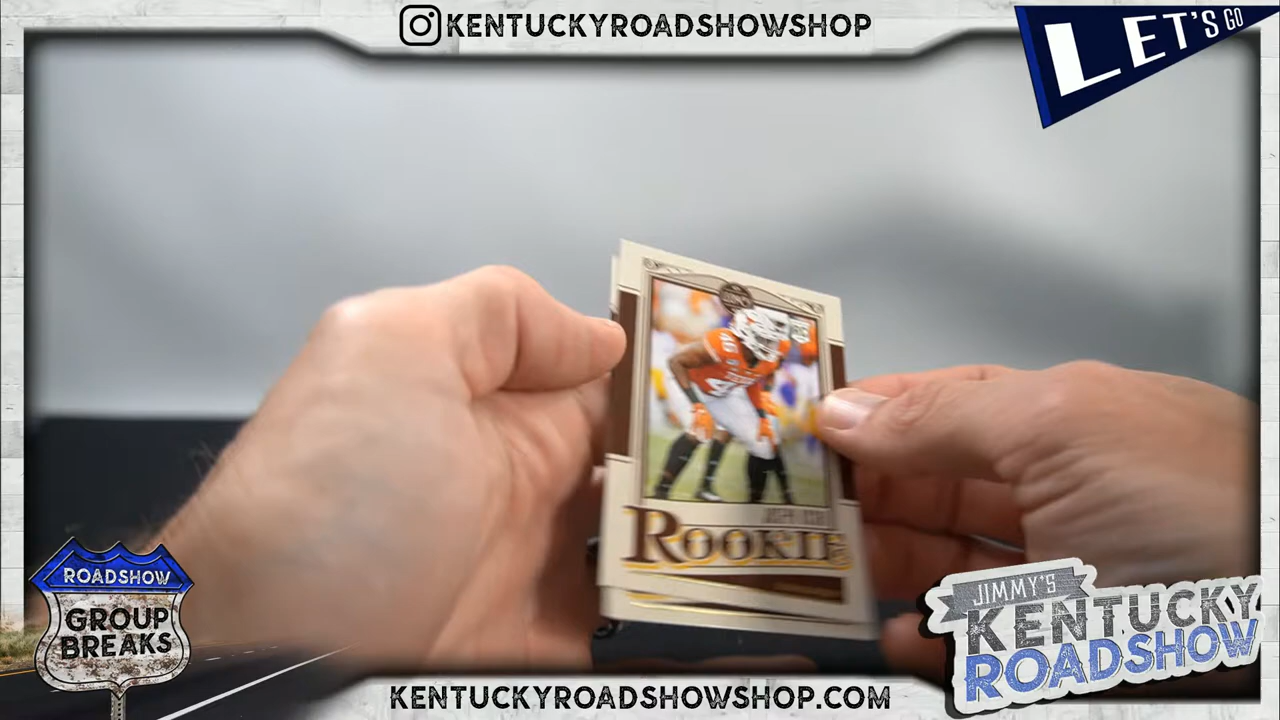 KENTUCKYROADSHOWSHOP
LET'S GO
ROOKIE
ROADSHOW
GROUP
BREAKS
JIMMY'S
KENTUCKY
ROADSHOW
KENTUCKYROADSHOWSHOP.COM